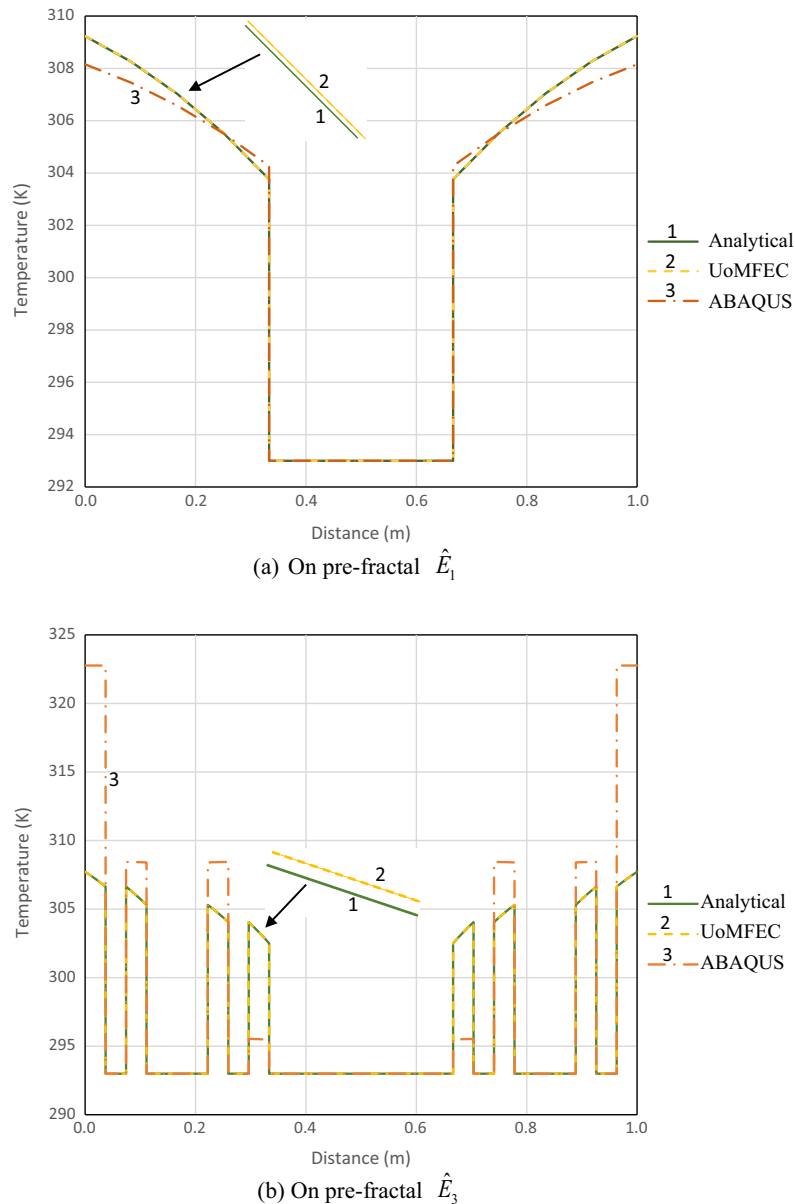 310
308
306
304
302
300
298
296
294
292
Temperature (K)
3
2
1
0.0 0.2 0.4 0.6 0.8 1.0
Distance (m)
1 Analytical
2 UoMFEC
3 ABAQUS
(a) On pre-fractal Ê₁
325
320
315
310
305
300
295
290
Temperature (K)
3
2
1
0.0 0.2 0.4 0.6 0.8 1.0
Distance (m)
1 Analytical
2 UoMFEC
3 ABAQUS
(b) On pre-fractal Ê₃